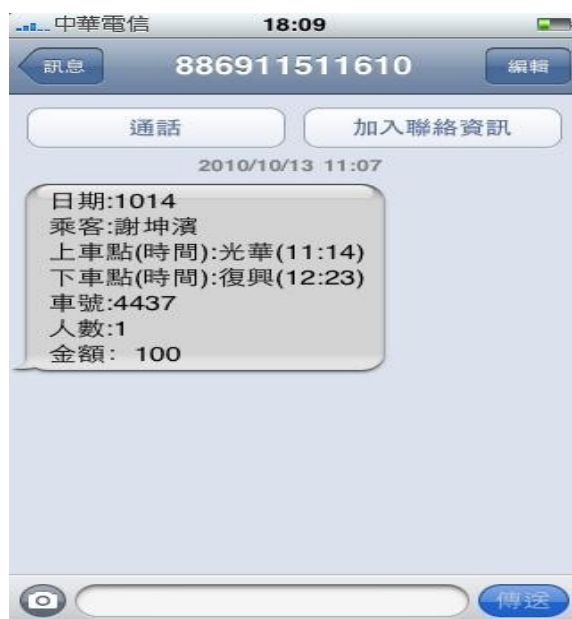 中華電信 18:09
訊息 886911511610 編輯
通話 加入聯絡資訊
2010/10/13 11:07
日期:1014
乘客:謝坤濱
上車點(時間):光華(11:14)
下車點(時間):復興(12:23)
車號:4437
人數:1
金額: 100
傳送